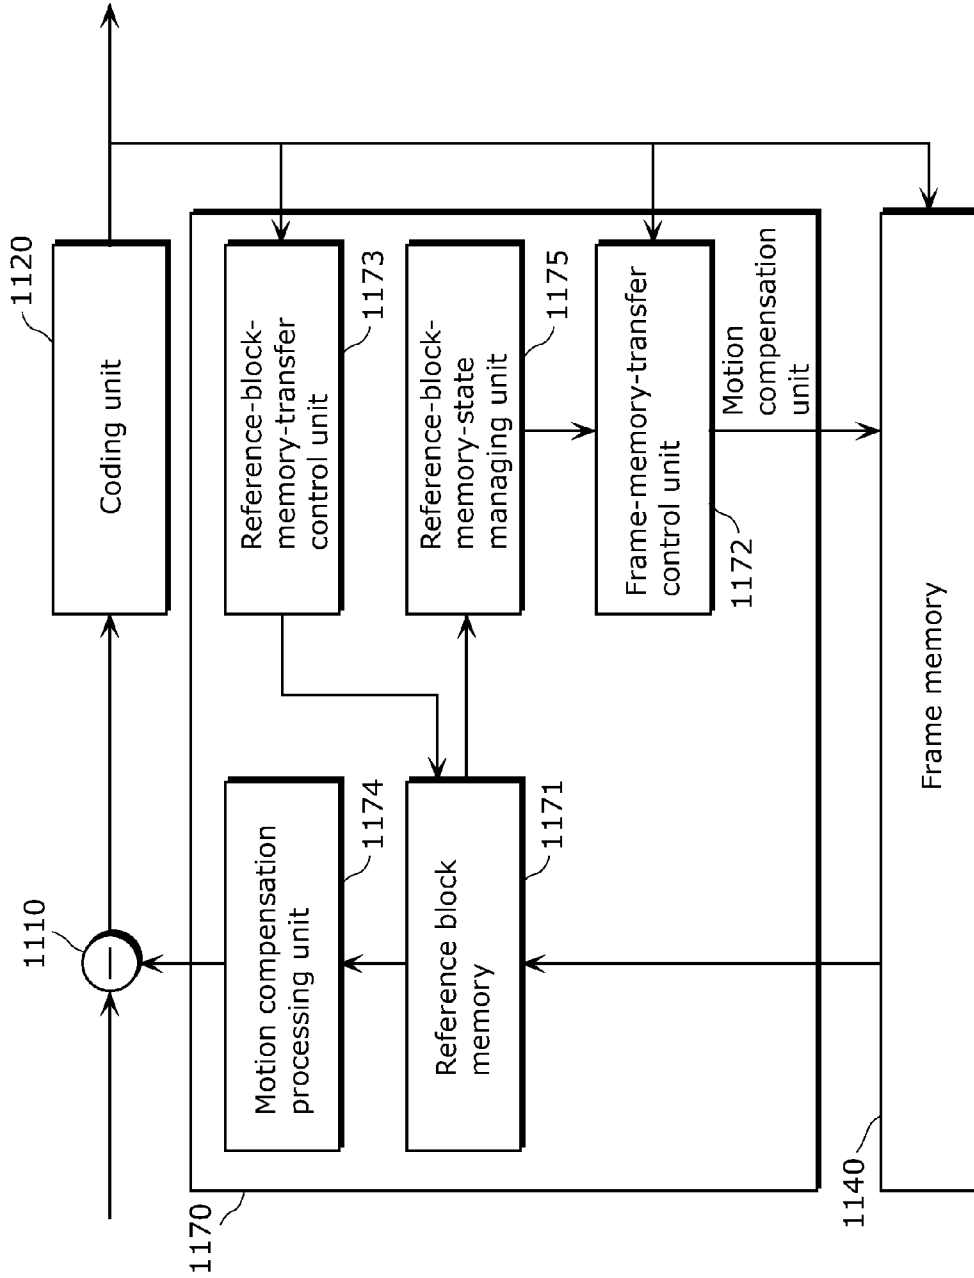 1110
1120
Coding unit
1170
Motion compensation
processing unit
1174
Reference-block-
memory-transfer
control unit
1173
Reference block
memory
1171
Reference-block-
memory-state
managing unit
1175
Frame-memory-transfer
control unit
1172
Motion
compensation
unit
1140
Frame memory